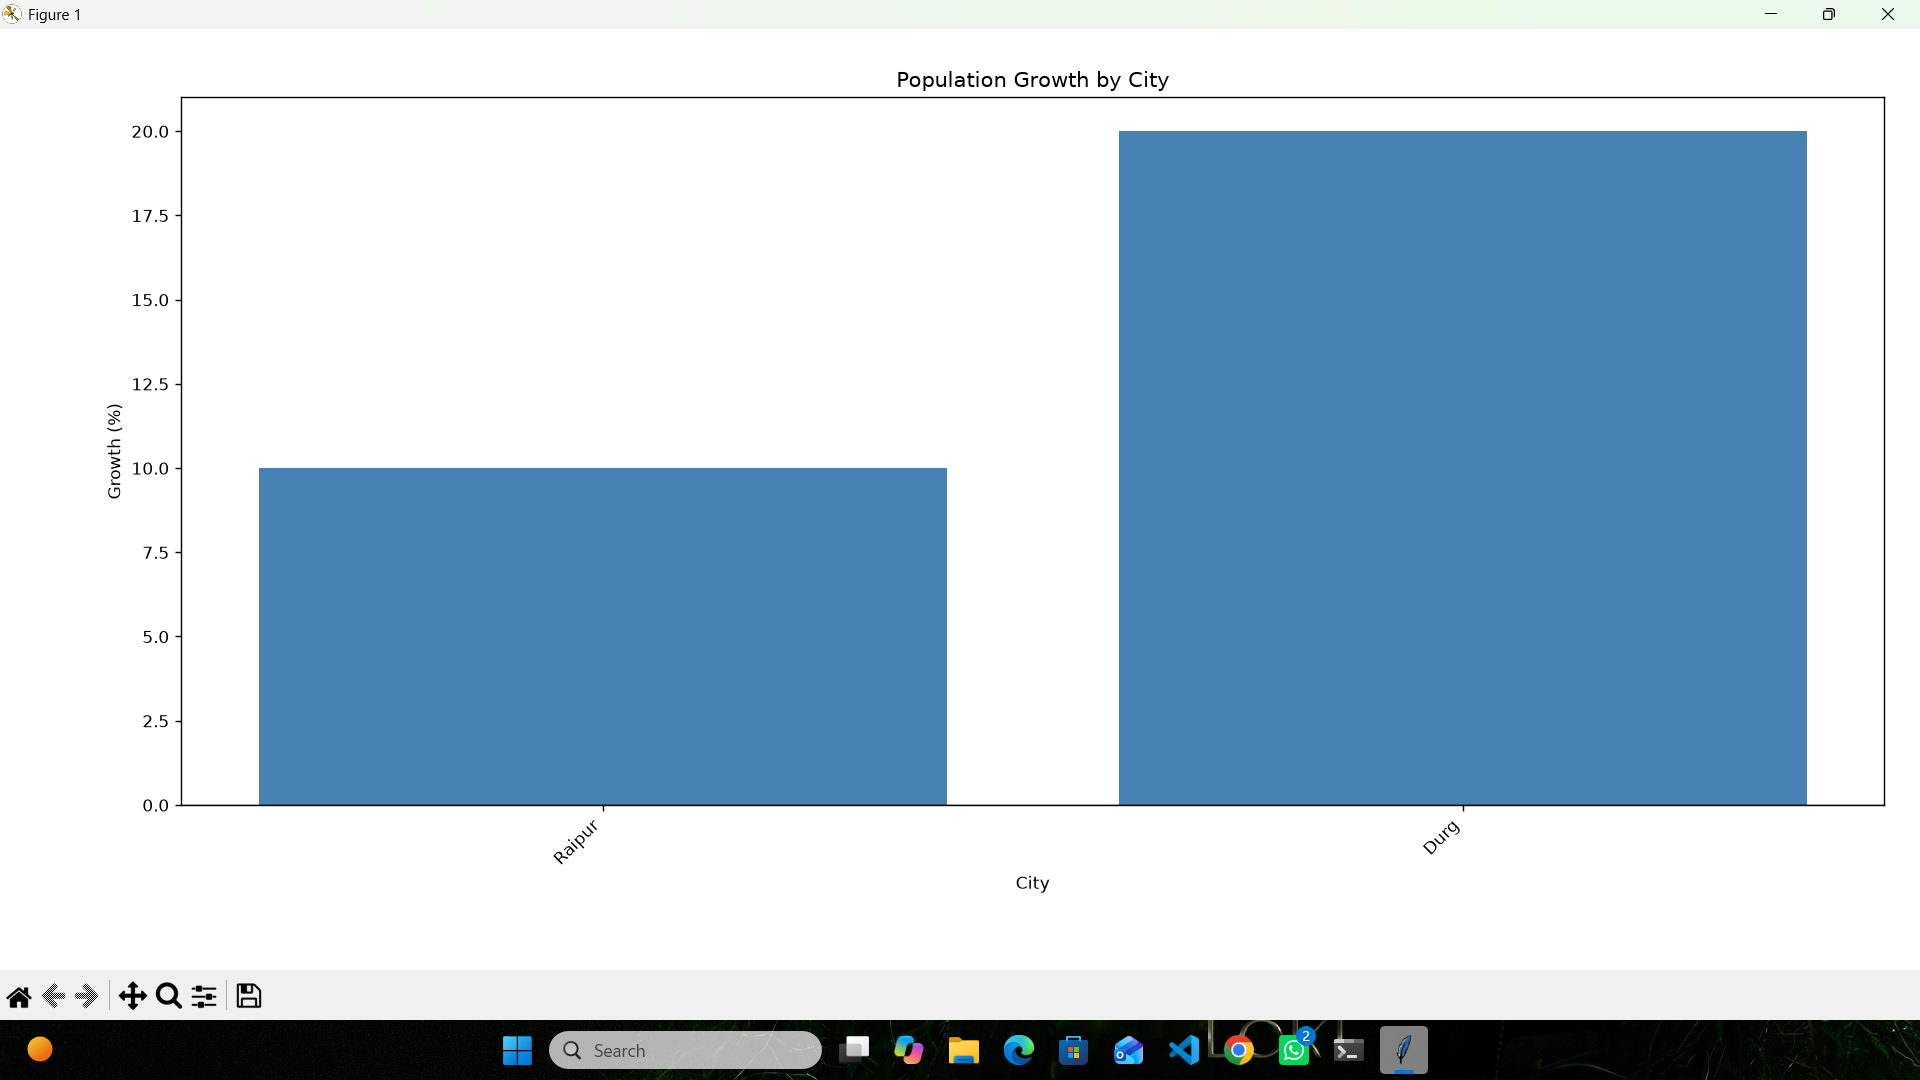 Figure 1
Population Growth by City
20.0
17.5
15.0
12.5
10.0
7.5
5.0
2.5
0.0
Growth (%)
Raipur
Durg
City
Search
LOKI
2